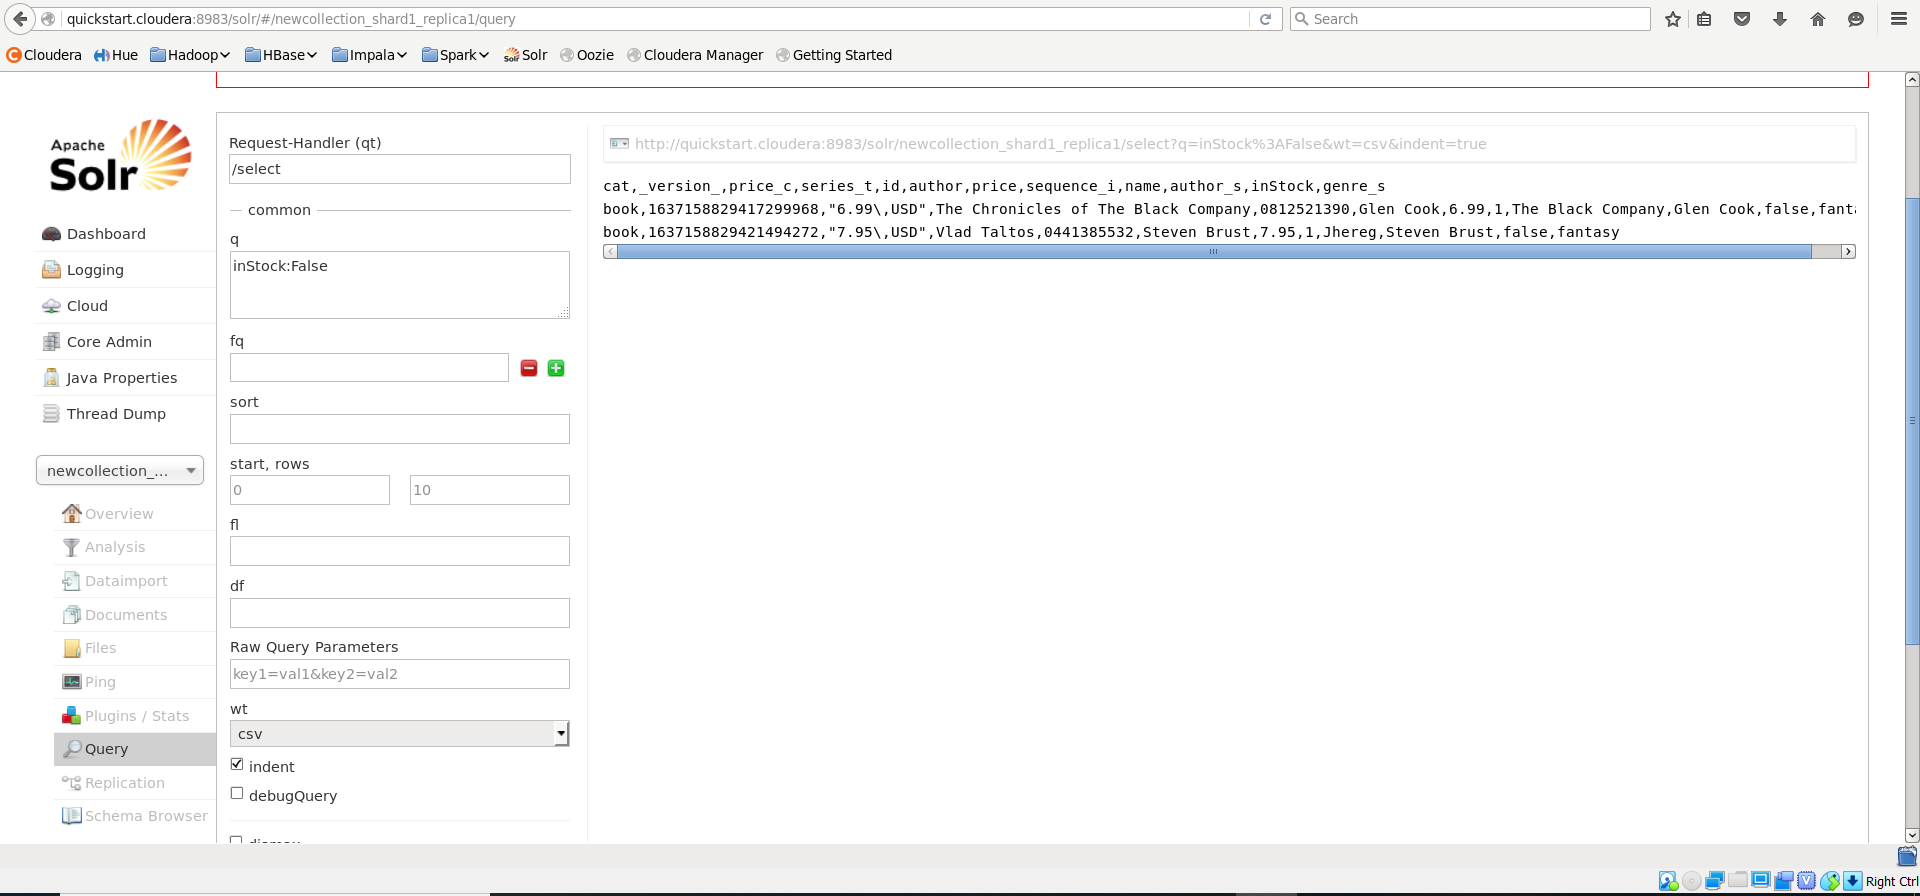 quickstart.cloudera:8983/solr/#/newcollection_shard1_replica1/query
Search
Cloudera Hue Hadoop HBase Impala Spark Solr Oozie Cloudera Manager Getting Started
Apache
Solr
Dashboard
Logging
Cloud
Core Admin
Java Properties
Thread Dump
newcollection_...
Overview
Analysis
Dataimport
Documents
Files
Ping
Plugins / Stats
Query
Replication
Schema Browser
Request-Handler (qt)
/select
common
q
inStock:False
fq
sort
start, rows
0 10
fl
df
Raw Query Parameters
key1=val1&key2=val2
wt
csv
indent
debugQuery
http://quickstart.cloudera:8983/solr/newcollection_shard1_replica1/select?q=inStock%3AFalse&wt=csv&indent=true
cat,_version_,price_c,series_t,id,author,price,sequence_i,name,author_s,inStock,genre_s
book,1637158829417299968,"6.99\,USD",The Chronicles of The Black Company,0812521390,Glen Cook,6.99,1,The Black Company,Glen Cook,false,fanta
book,1637158829421494272,"7.95\,USD",Vlad Taltos,0441385532,Steven Brust,7.95,1,Jhereg,Steven Brust,false,fantasy
Right Ctrl